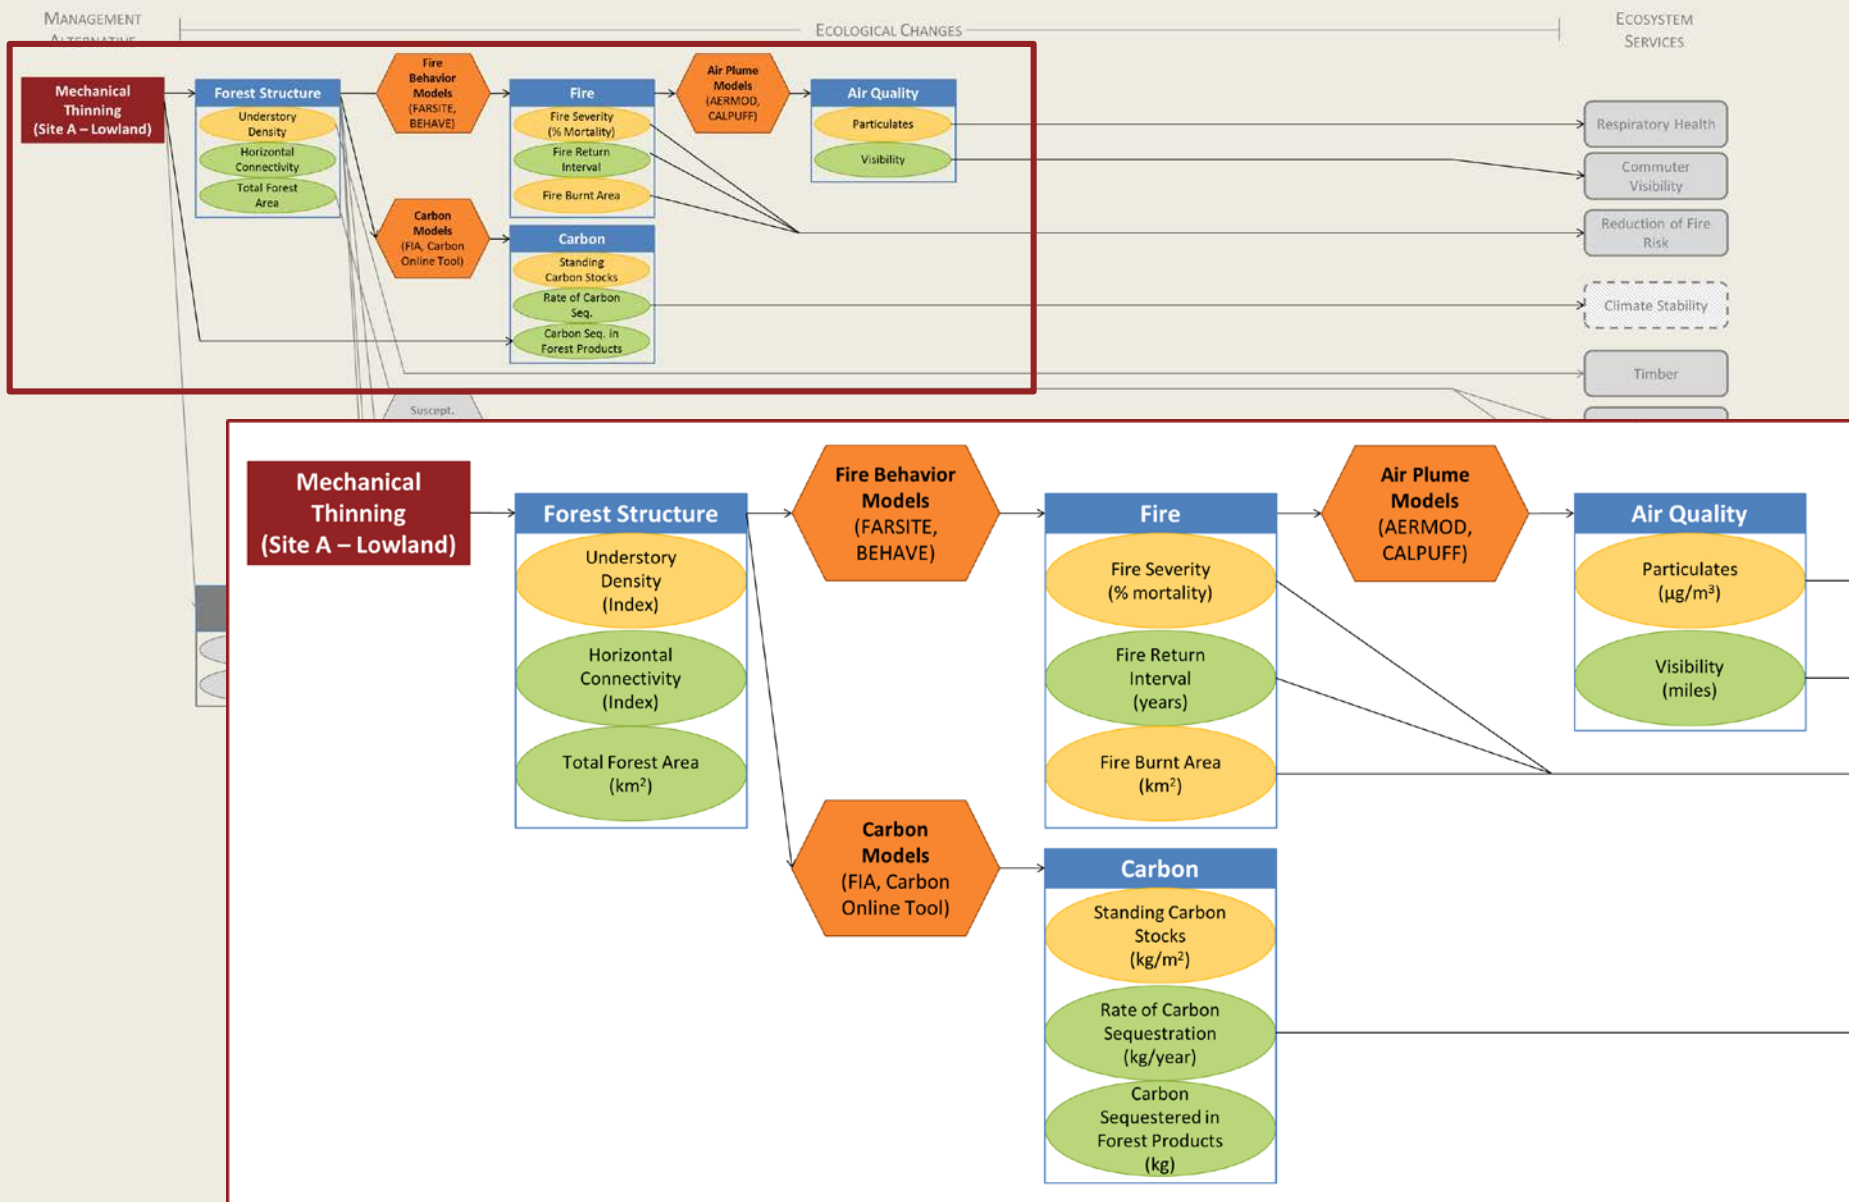 MANAGEMENT
ALTERNATIVE
ECOLOGICAL CHANGES
ECOSYSTEM
SERVICES
Mechanical
Thinning
(Site A – Lowland)
Forest Structure
Understory
Density
Horizontal
Connectivity
Total Forest
Area
Fire
Behavior
Models
(FARSITE,
BEHAVE)
Fire
Fire Severity
(% Mortality)
Fire Return
Interval
Fire Burnt Area
Air Plume
Models
(AERMOD,
CALPUFF)
Air Quality
Particulates
Visibility
Carbon
Models
(FIA, Carbon
Online Tool)
Carbon
Standing
Carbon Stocks
Rate of Carbon
Seq.
Carbon Seq. in
Forest Products
Respiratory Health
Commuter
Visibility
Reduction of Fire
Risk
Climate Stability
Timber
Suscept.
Mechanical
Thinning
(Site A – Lowland)
Forest Structure
Understory
Density
(Index)
Horizontal
Connectivity
(Index)
Total Forest Area
(km²)
Fire Behavior
Models
(FARSITE,
BEHAVE)
Fire
Fire Severity
(% mortality)
Fire Return
Interval
(years)
Fire Burnt Area
(km²)
Air Plume
Models
(AERMOD,
CALPUFF)
Air Quality
Particulates
(µg/m³)
Visibility
(miles)
Carbon
Models
(FIA, Carbon
Online Tool)
Carbon
Standing Carbon
Stocks
(kg/m²)
Rate of Carbon
Sequestration
(kg/year)
Carbon
Sequestered in
Forest Products
(kg)